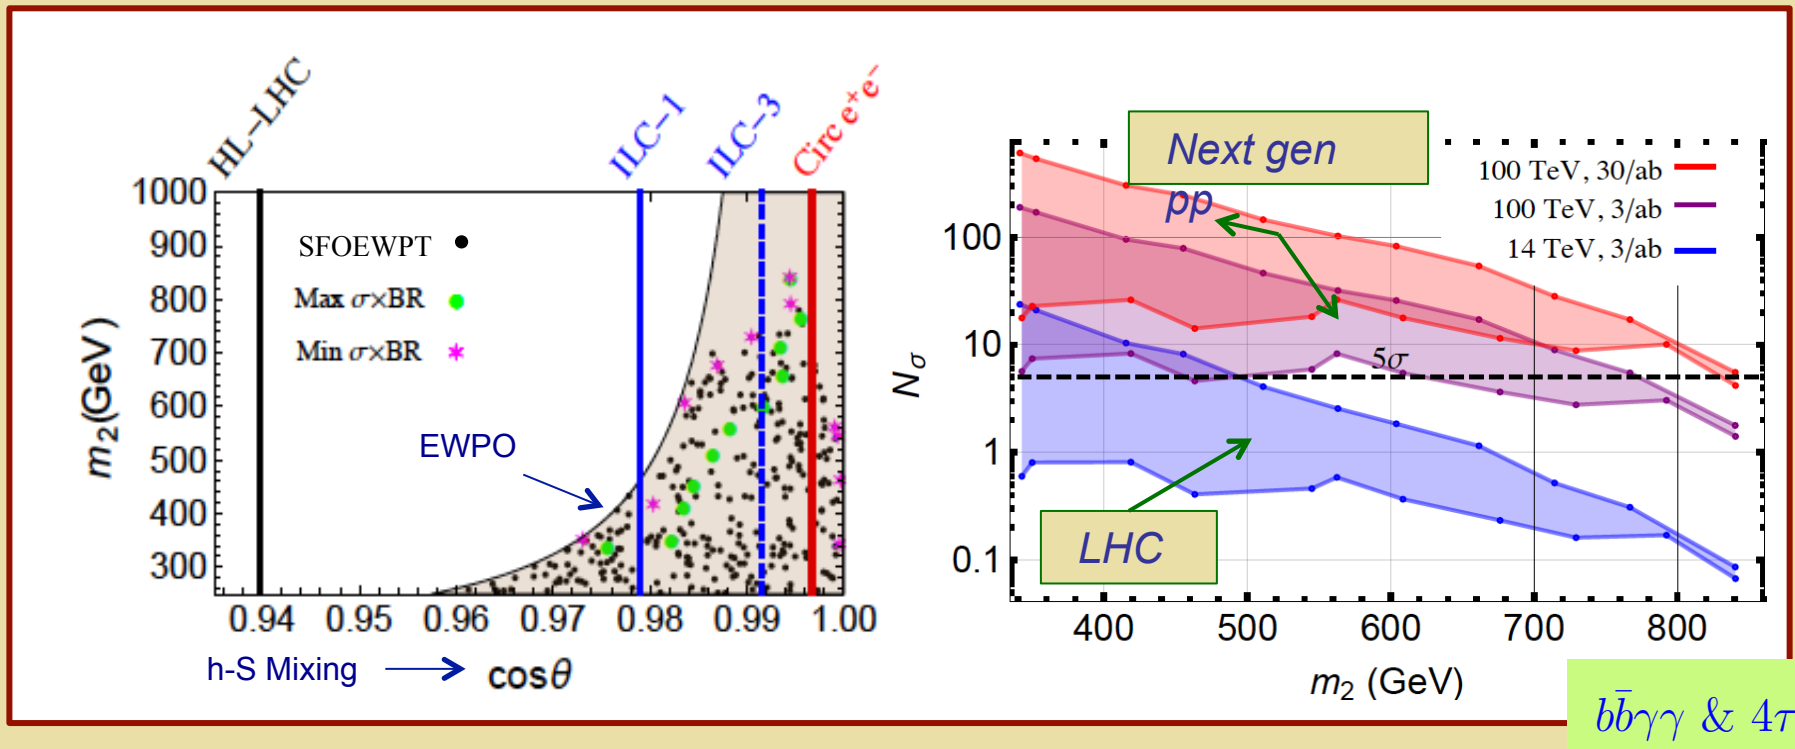 HL−LHC
ILC−1
ILC−3
Circ e⁺e⁻
1000
900
800
700
600
500
400
300
m₂(GeV)
SFOEWPT
Max σ×BR
Min σ×BR
EWPO
0.94 0.95 0.96 0.97 0.98 0.99 1.00
h-S Mixing
cosθ
Next gen
pp
100 TeV, 30/ab
100 TeV, 3/ab
14 TeV, 3/ab
100
10
1
0.1
Nσ
5σ
LHC
400 500 600 700 800
m₂ (GeV)
bb̄γγ & 4τ